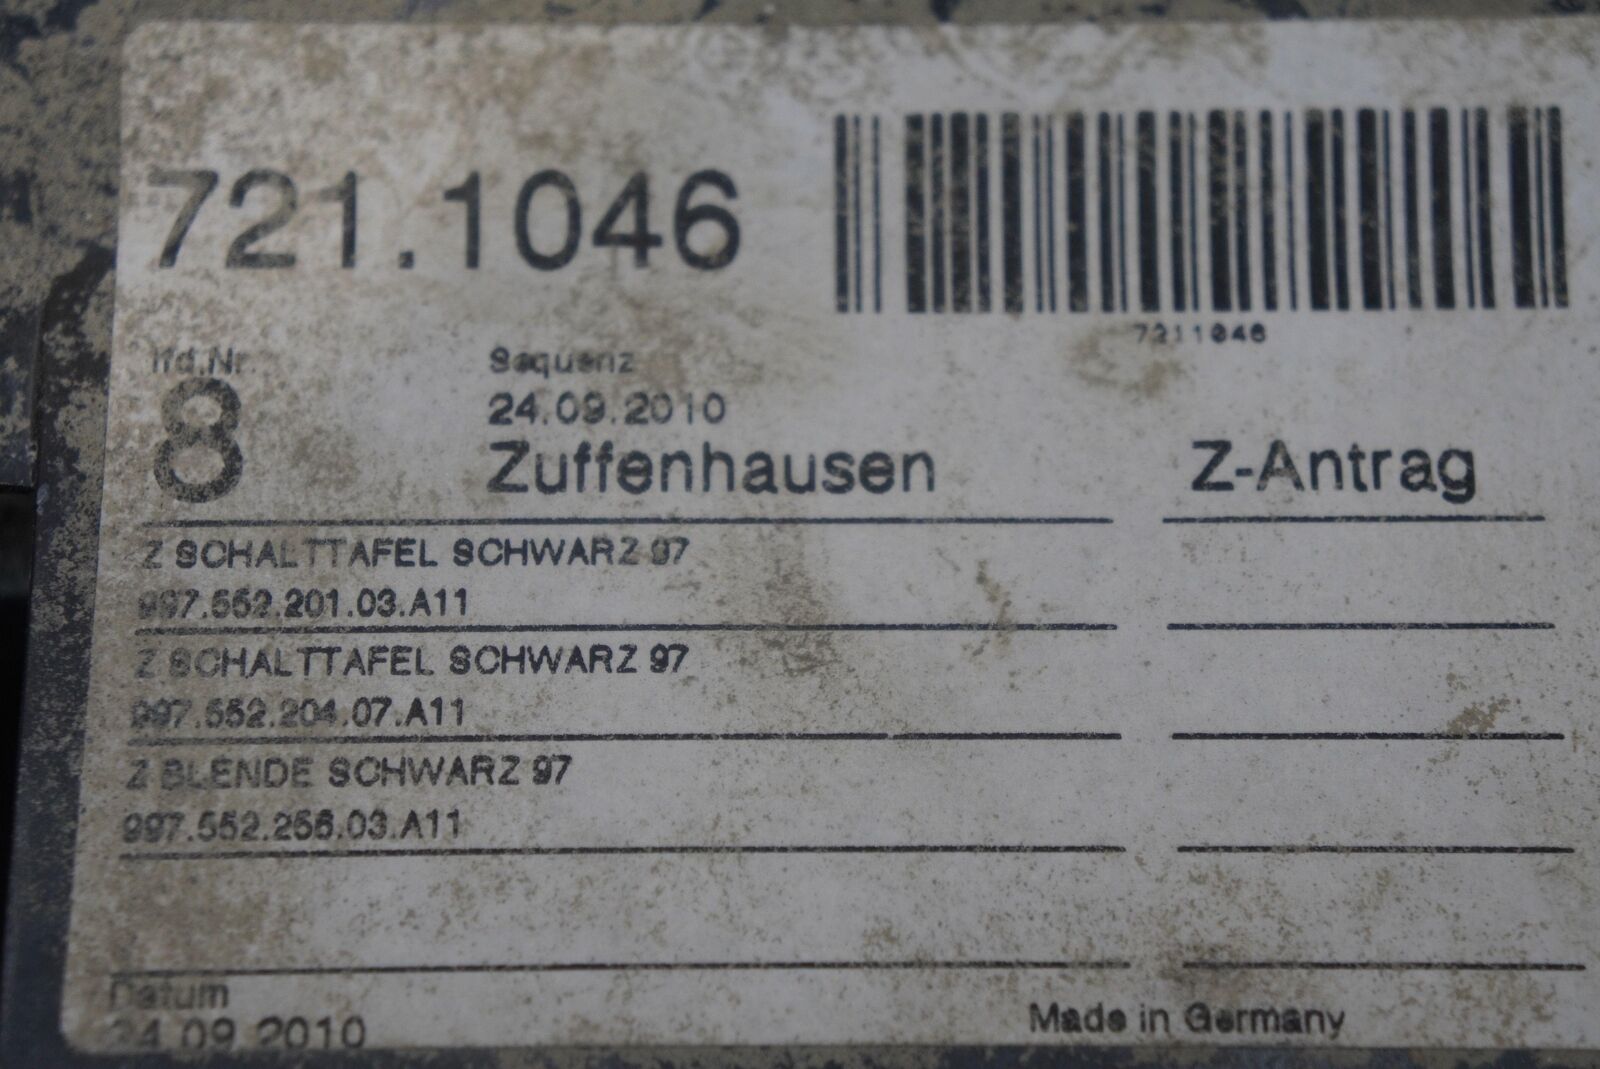 721.1046
7211046
lfd.Nr.
8
Sequenz
24.09.2010
Zuffenhausen
Z-Antrag
Z SCHALTTAFEL SCHWARZ 97
997.552.201.03.A11
Z SCHALTTAFEL SCHWARZ 97
997.552.204.07.A11
Z BLENDE SCHWARZ 97
997.552.256.03.A11
Datum
24.09.2010
Made in Germany